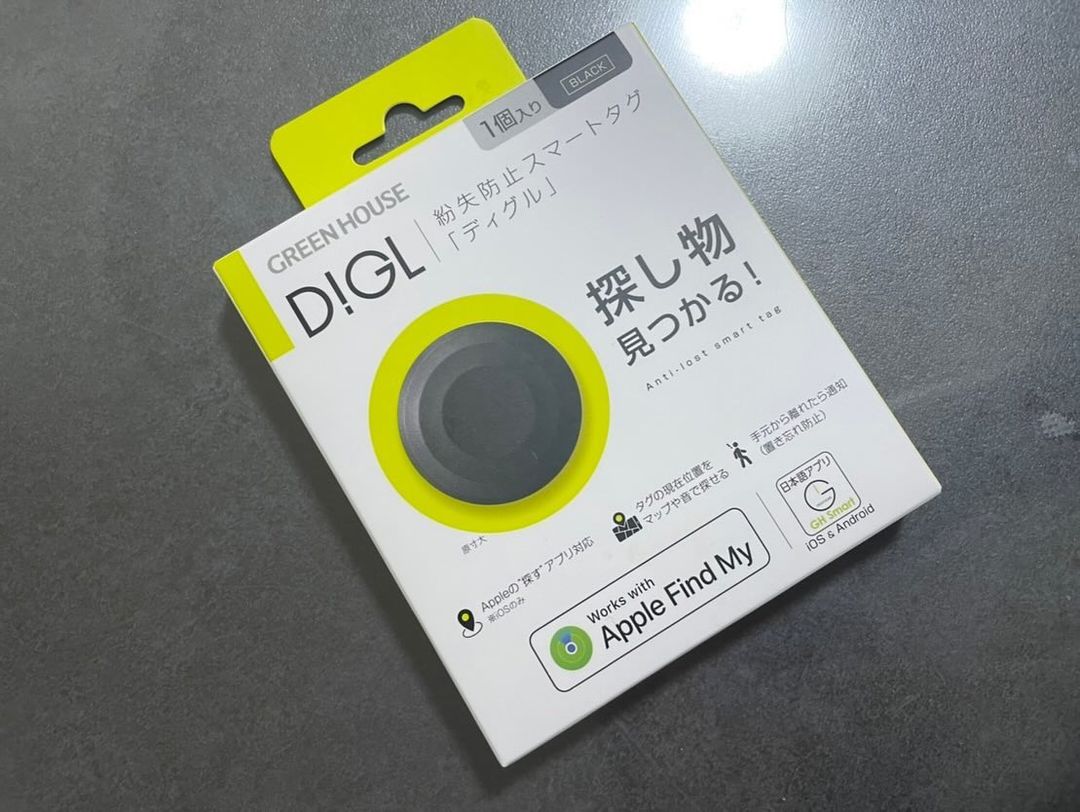 BLACK
1個入り
GREEN HOUSE
D!GL
紛失防止スマートタグ
「ディグル」
探し物
見つかる!
Anti-lost smart tag
原寸大
Appleの"探す"アプリ対応
※iOSのみ
タグの現在位置を
マップや音で探せる
手元から離れたら通知
(置き忘れ防止)
Works with
Apple Find My
日本語アプリ
GH Smart
iOS & Android